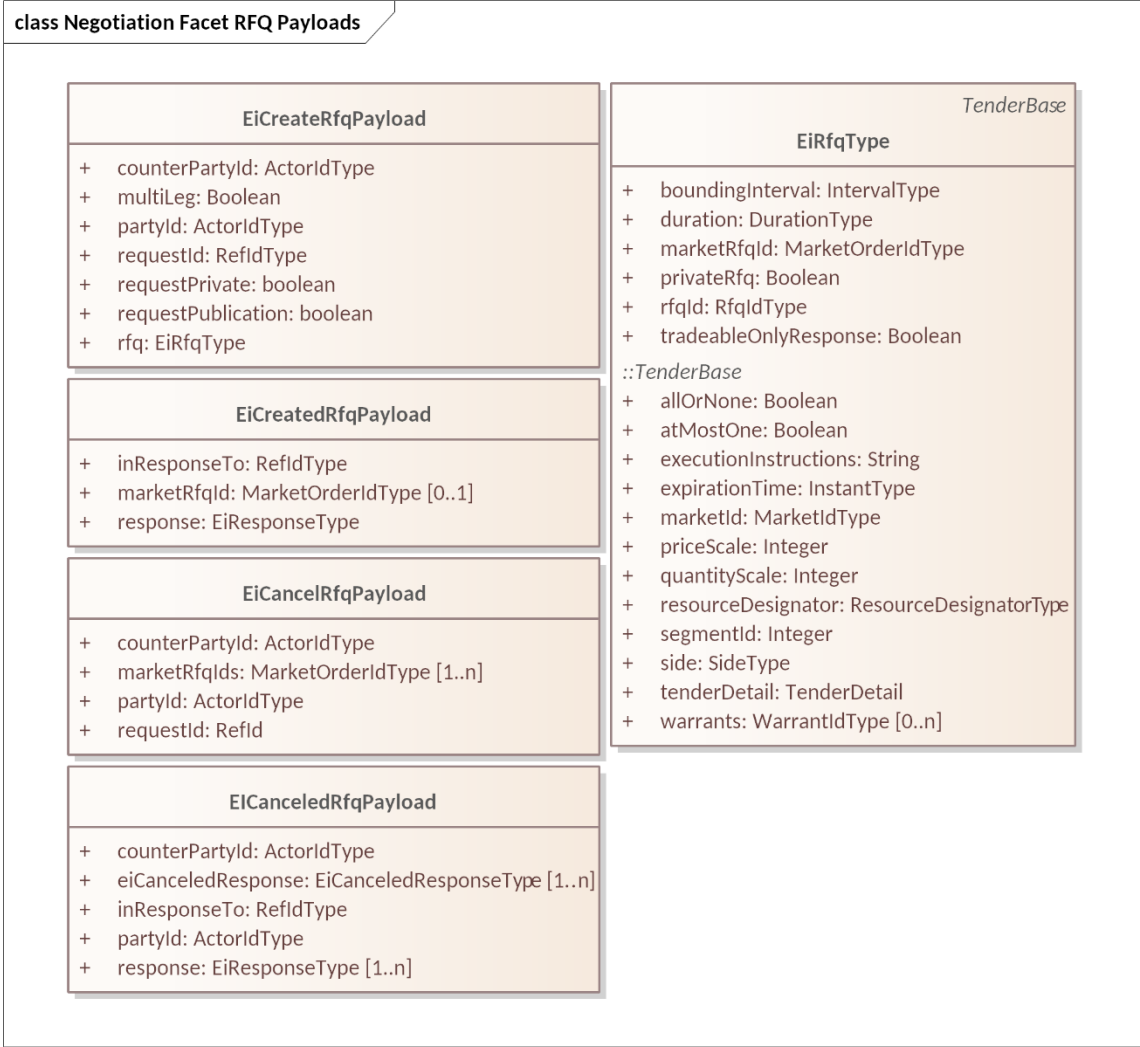 class Negotiation Facet RFQ Payloads
EiCreateRfqPayload
+ counterPartyId: ActorIdType
+ multiLeg: Boolean
+ partyId: ActorIdType
+ requestId: RefIdType
+ requestPrivate: boolean
+ requestPublication: boolean
+ rfq: EiRfqType
EiCreatedRfqPayload
+ inResponseTo: RefIdType
+ marketRfqId: MarketOrderIdType [0..1]
+ response: EiResponseType
EiCancelRfqPayload
+ counterPartyId: ActorIdType
+ marketRfqIds: MarketOrderIdType [1..n]
+ partyId: ActorIdType
+ requestId: RefId
EICanceledRfqPayload
+ counterPartyId: ActorIdType
+ eiCanceledResponse: EiCanceledResponseType [1..n]
+ inResponseTo: RefIdType
+ partyId: ActorIdType
+ response: EiResponseType [1..n]
TenderBase
EiRfqType
+ boundingInterval: IntervalType
+ duration: DurationType
+ marketRfqId: MarketOrderIdType
+ privateRfq: Boolean
+ rfqId: RfqIdType
+ tradeableOnlyResponse: Boolean
::TenderBase
+ allOrNone: Boolean
+ atMostOne: Boolean
+ executionInstructions: String
+ expirationTime: InstantType
+ marketId: MarketIdType
+ priceScale: Integer
+ quantityScale: Integer
+ resourceDesignator: ResourceDesignatorType
+ segmentId: Integer
+ side: SideType
+ tenderDetail: TenderDetail
+ warrants: WarrantIdType [0..n]